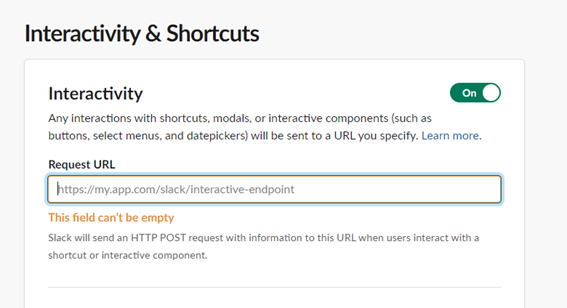 Interactivity & Shortcuts
Interactivity
On
Any interactions with shortcuts, modals, or interactive components (such as
buttons, select menus, and datepickers) will be sent to a URL you specify. Learn more.
Request URL
https://my.app.com/slack/interactive-endpoint
This field can't be empty
Slack will send an HTTP POST request with information to this URL when users interact with a
shortcut or interactive component.